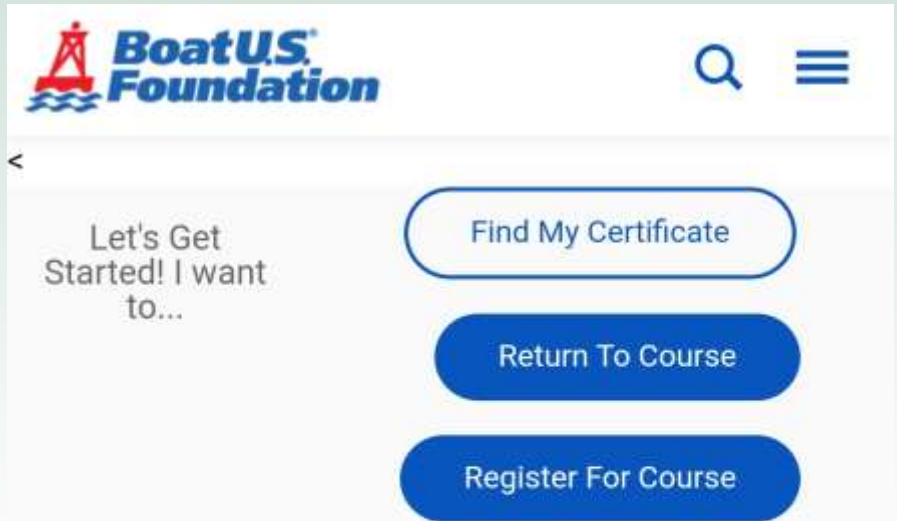 BoatU.S.
Foundation
<
Let's Get
Started! I want
to...
Find My Certificate
Return To Course
Register For Course